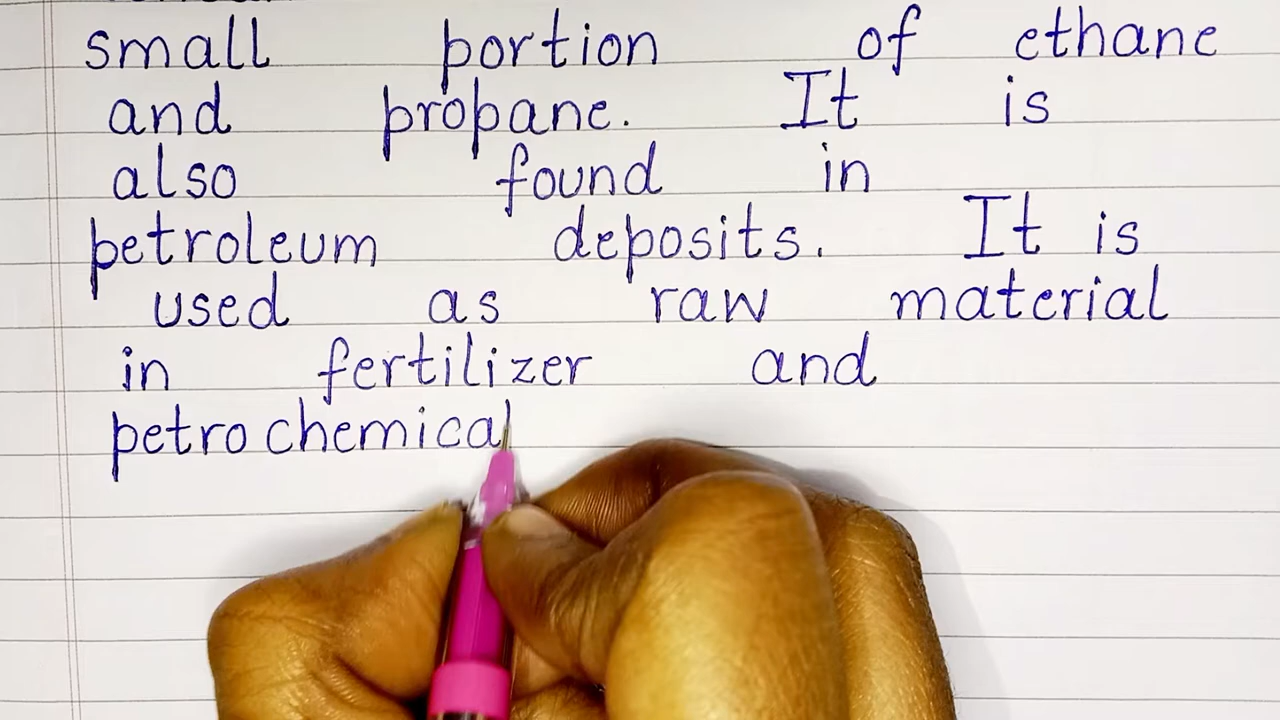 small portion of ethane
and propane. It is
also found in
petroleum deposits. It is
used as raw material
in fertilizer and
petrochemical